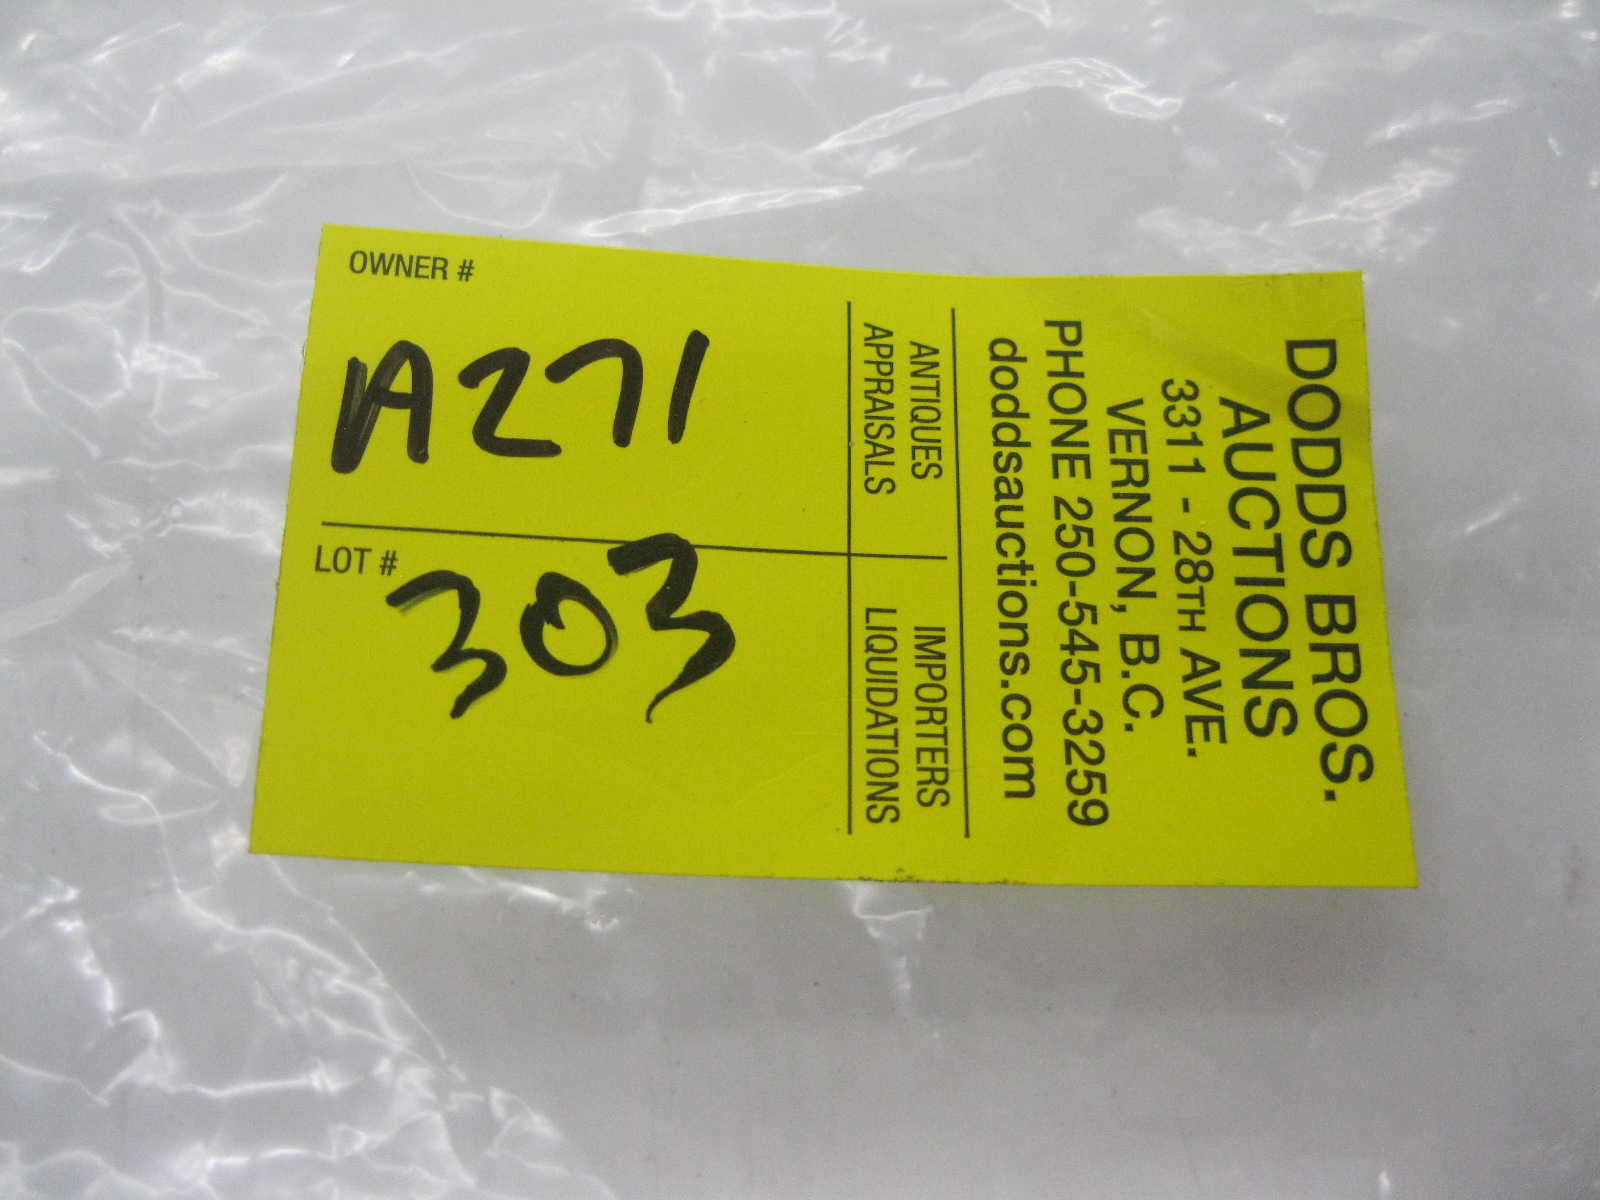 OWNER #
A271
LOT #
303
DODDS BROS.
AUCTIONS
3311 - 28TH AVE.
VERNON, B.C.
PHONE 250-545-3259
doddsauctions.com
ANTIQUES IMPORTERS
APPRAISALS LIQUIDATIONS